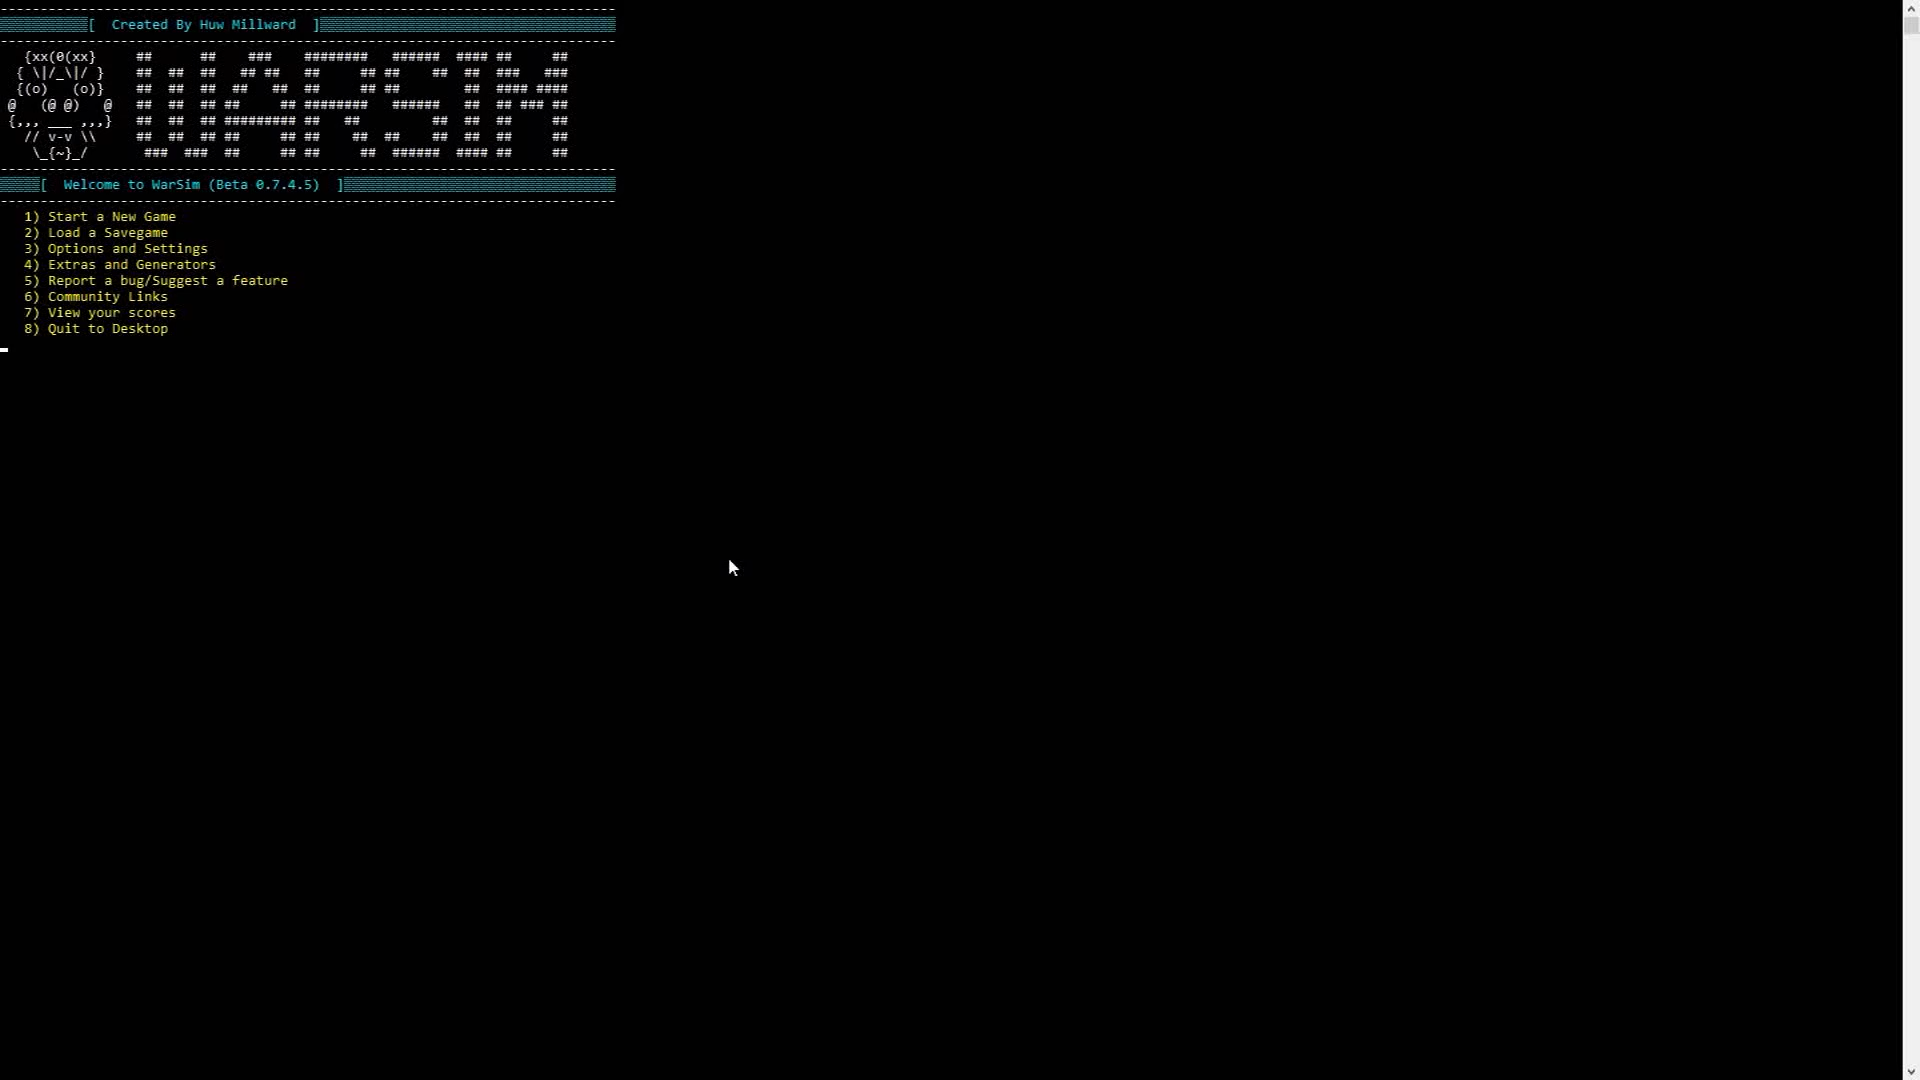 [  Created By Huw Millward  ]
WARSIM
[  Welcome to WarSim (Beta 0.7.4.5)  ]
1) Start a New Game
2) Load a Savegame
3) Options and Settings
4) Extras and Generators
5) Report a bug/Suggest a feature
6) Community Links
7) View your scores
8) Quit to Desktop